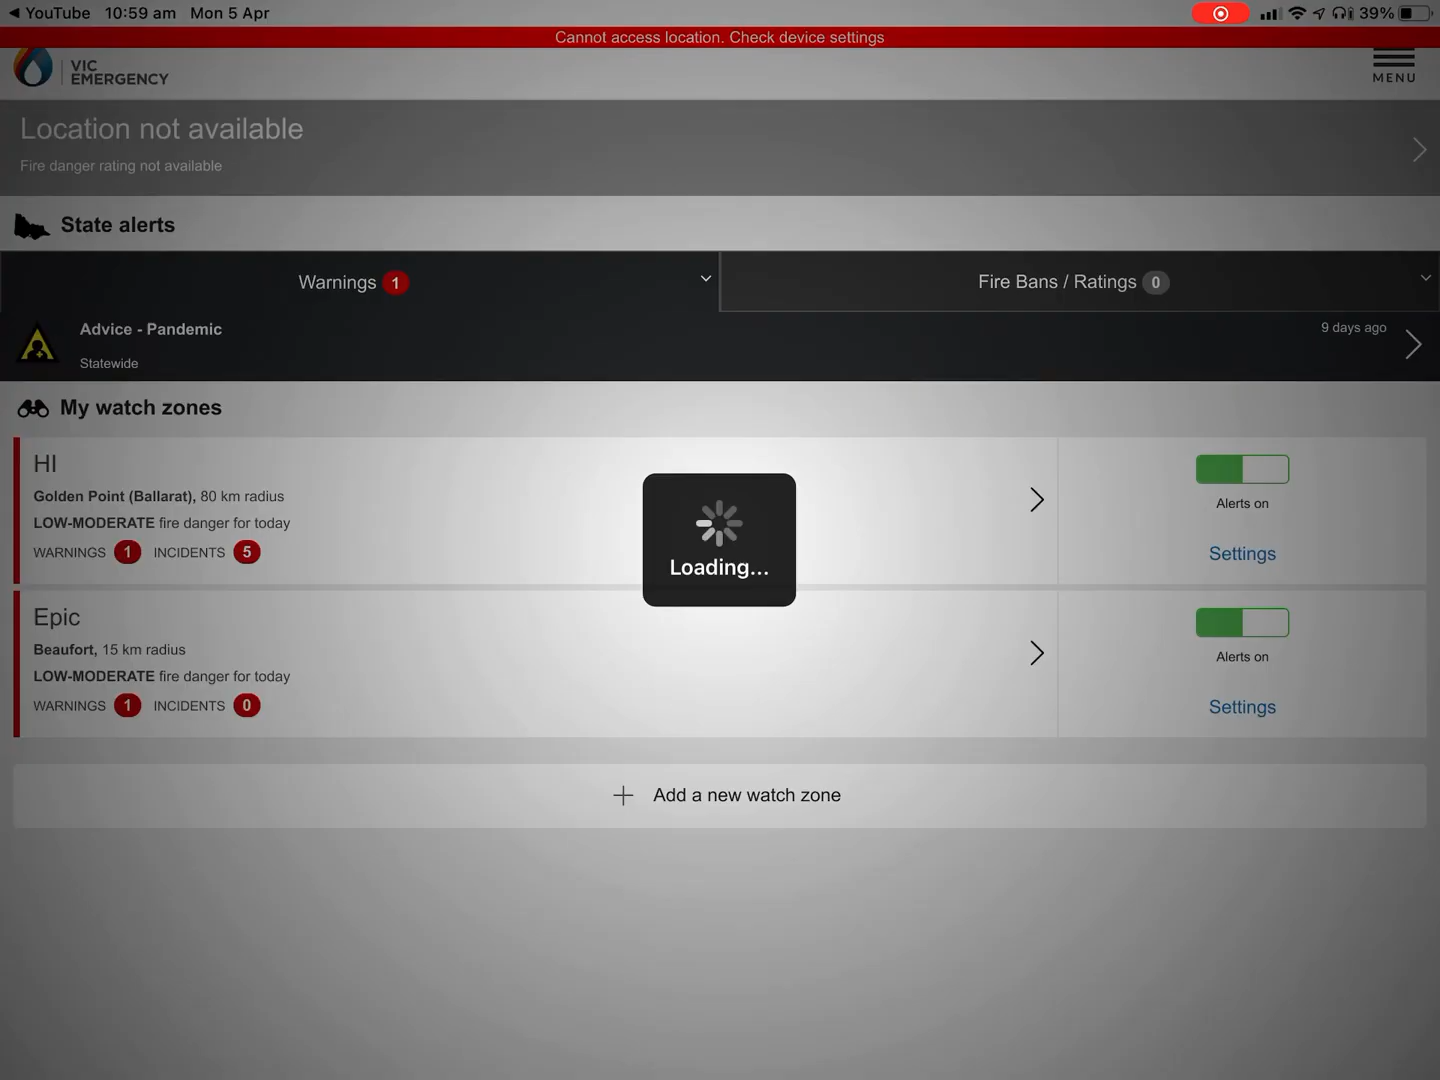 ◀ YouTube 10:59 am Mon 5 Apr 39%
Cannot access location. Check device settings
VIC
EMERGENCY
MENU
Location not available
Fire danger rating not available
State alerts
Warnings 1
Fire Bans / Ratings 0
Advice - Pandemic
9 days ago
Statewide
My watch zones
HI
Golden Point (Ballarat), 80 km radius
LOW-MODERATE fire danger for today
WARNINGS 1 INCIDENTS 5
Alerts on
Settings
Loading...
Epic
Beaufort, 15 km radius
LOW-MODERATE fire danger for today
WARNINGS 1 INCIDENTS 0
Alerts on
Settings
Add a new watch zone